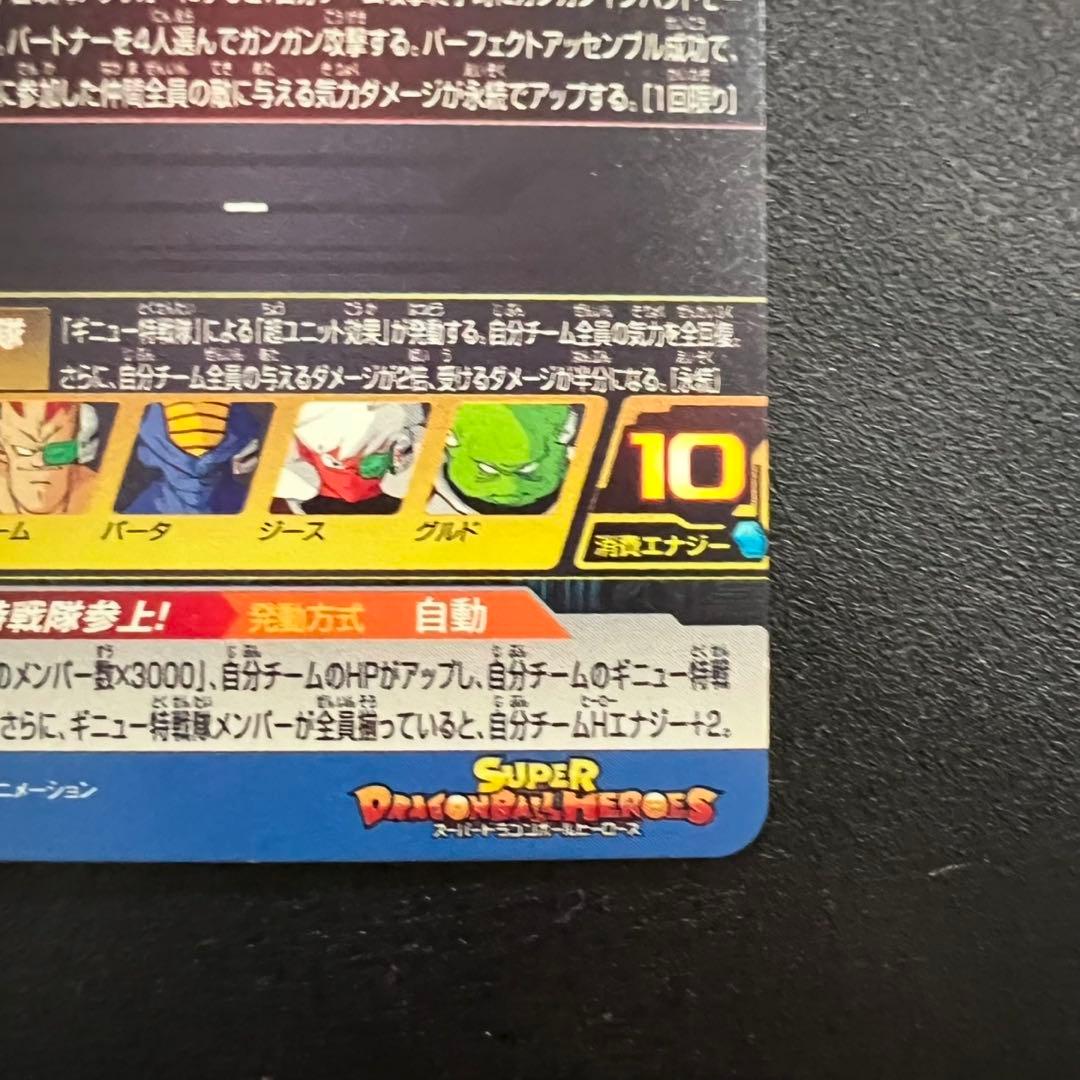 パートナーを4人選んでガンガン攻撃する。パーフェクトアッセンブル成功で、
に参加した仲間全員の敵に与える気力ダメージが永続でアップする。[1回限り]
隊
「ギニュー特戦隊」による「超ユニット効果」が発動する。自分チーム全員の気力を全回復。
さらに、自分チーム全員の与えるダメージが2倍、受けるダメージが半分になる。[永続]
ーム バータ ジース グルド
10
消費エナジー
特戦隊参上! 発動方式 自動
のメンバー数×3000」、自分チームのHPがアップし、自分チームのギニュー特戦
さらに、ギニュー特戦隊メンバーが全員揃っていると、自分チームHエナジー+2。
ニメーション
SUPER
DRAGONBALL HEROES
スーパードラゴンボールヒーローズ